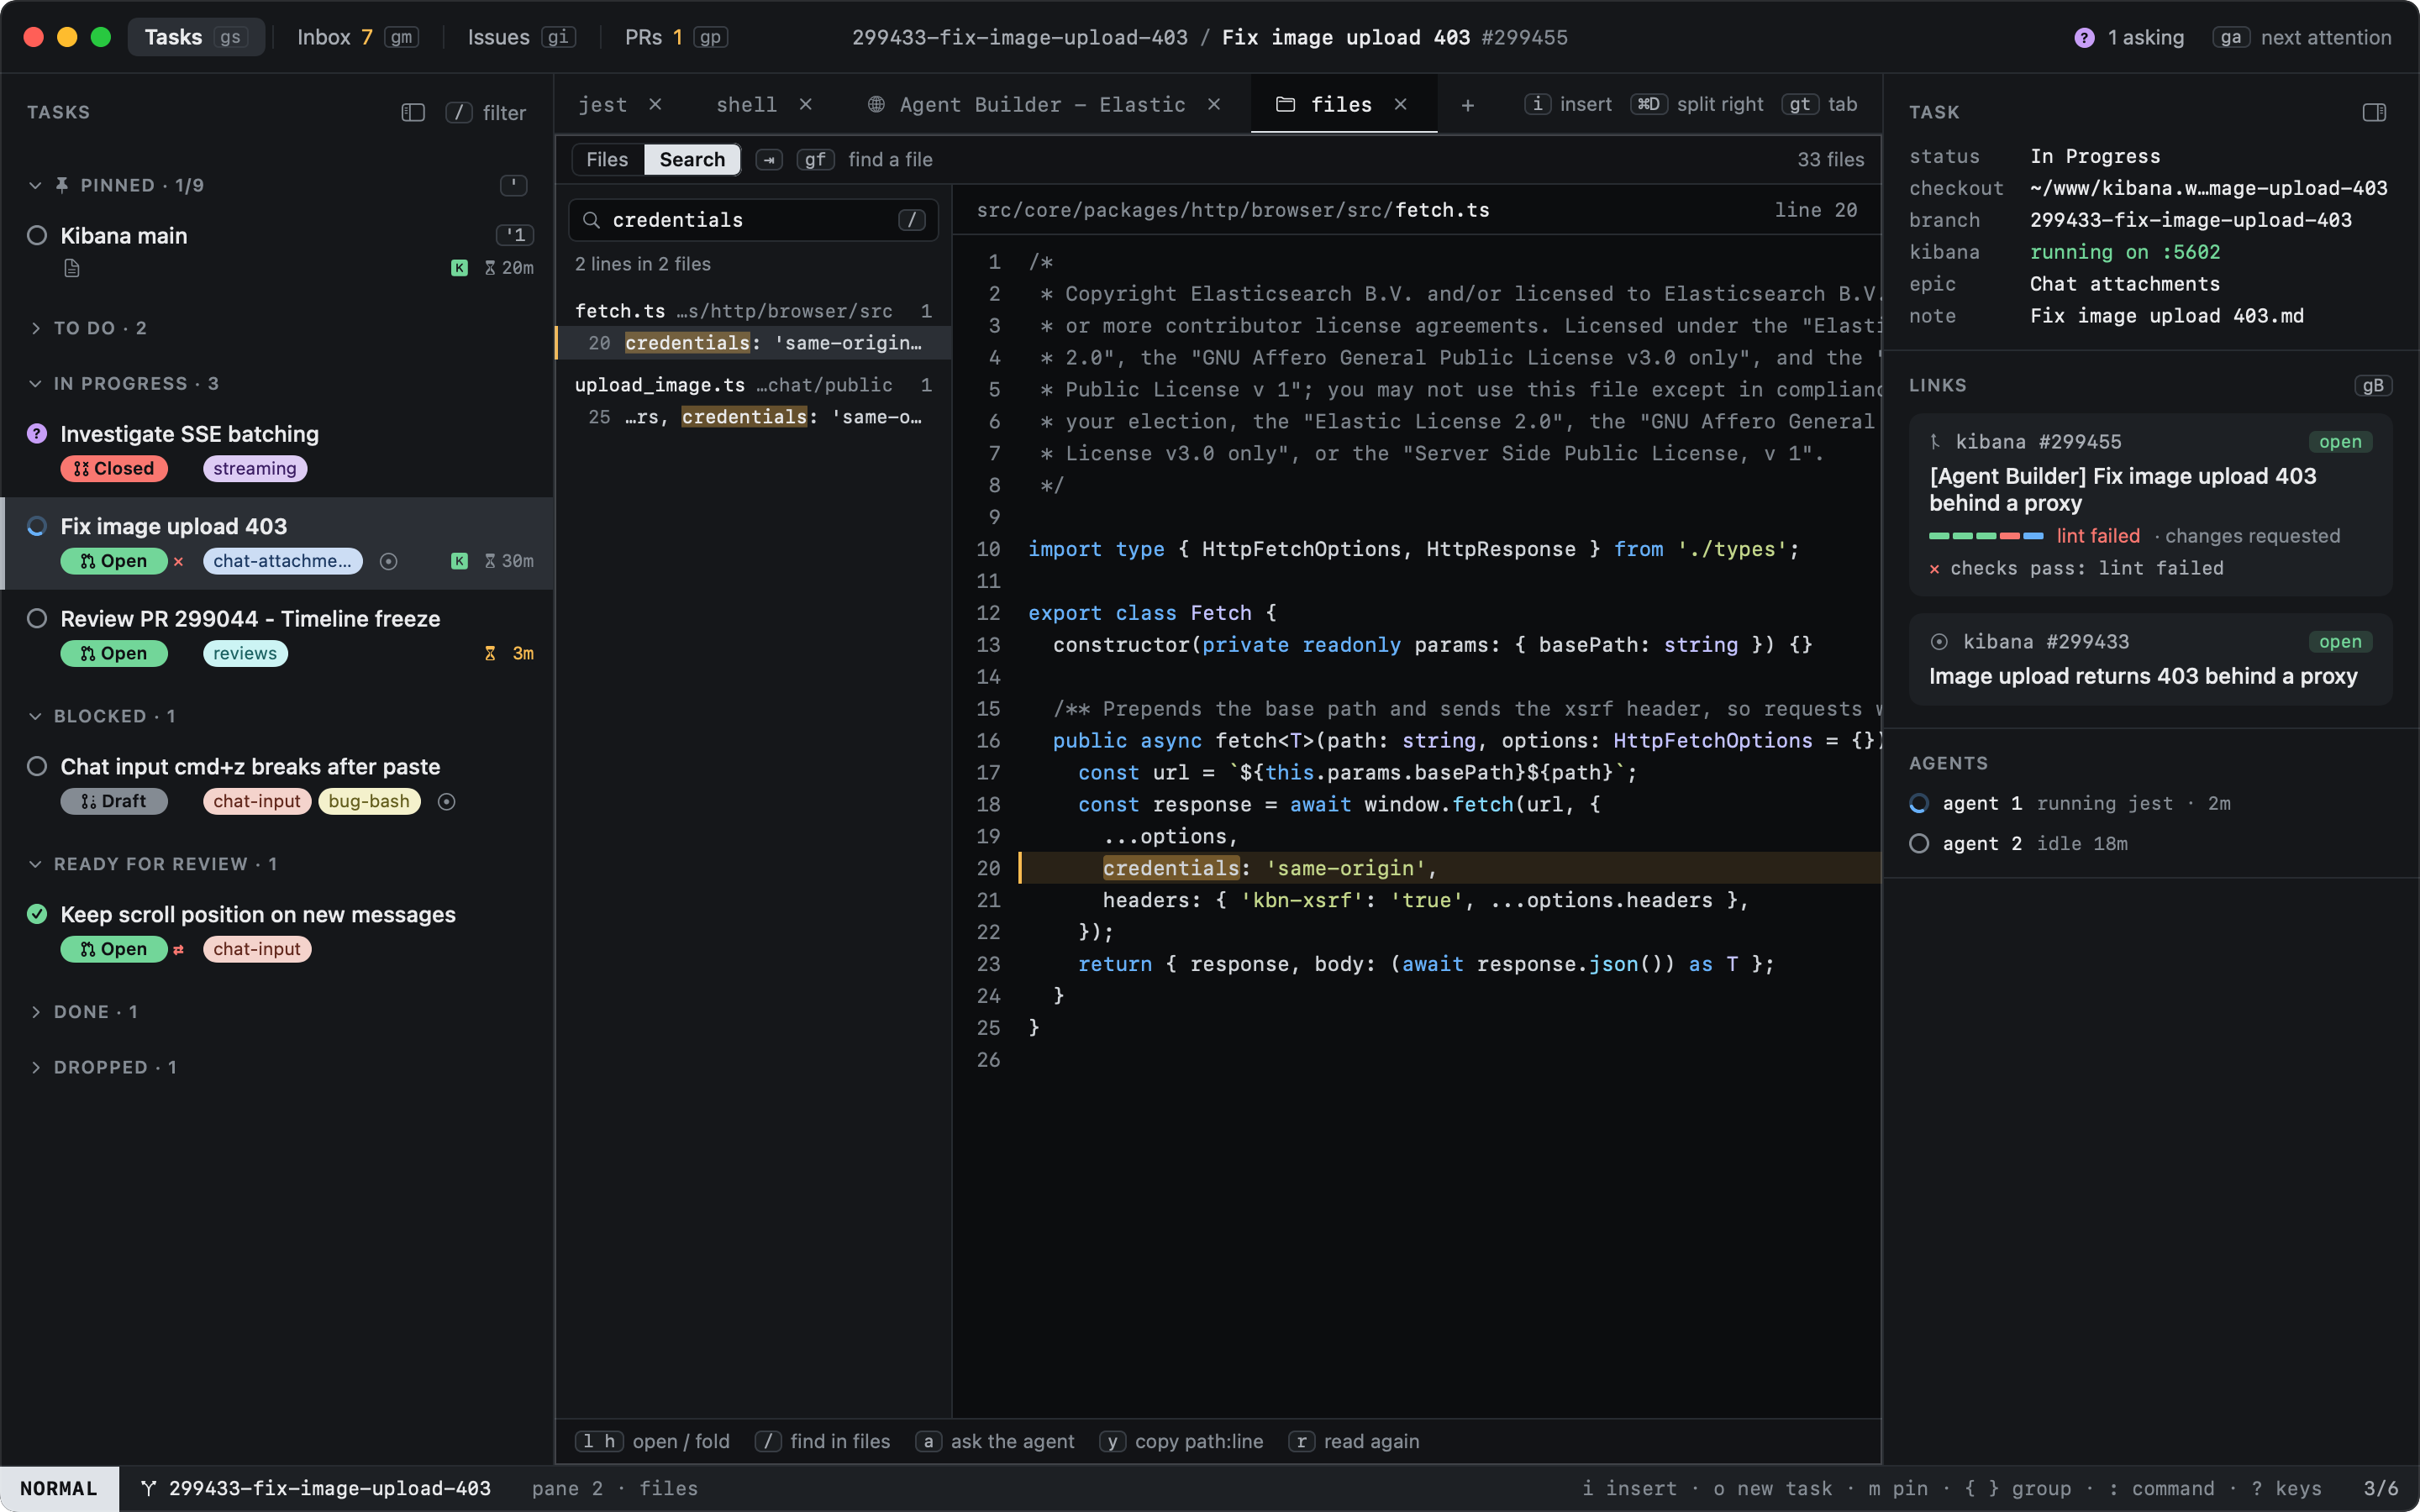 Tasks gs Inbox 7 gm Issues gi PRs 1 gp 299433-fix-image-upload-403 / Fix image upload 403 #299455 ? 1 asking ga next attention
TASKS / filter
PINNED · 1/9 '
Kibana main '1
K 20m
TO DO · 2
IN PROGRESS · 3
? Investigate SSE batching
Closed streaming
Fix image upload 403
Open × chat-attachme… K 30m
Review PR 299044 - Timeline freeze
Open reviews 3m
BLOCKED · 1
Chat input cmd+z breaks after paste
Draft chat-input bug-bash
READY FOR REVIEW · 1
Keep scroll position on new messages
Open chat-input
DONE · 1
DROPPED · 1
jest × shell × Agent Builder – Elastic × files × + i insert ⌘D split right gt tab
Files Search ⇥ gf find a file 33 files
credentials /
2 lines in 2 files
fetch.ts …s/http/browser/src 1
20 credentials: 'same-origin…
upload_image.ts …chat/public 1
25 …rs, credentials: 'same-o…
src/core/packages/http/browser/src/fetch.ts line 20
1 /*
2 * Copyright Elasticsearch B.V. and/or licensed to Elasticsearch B.V.
3 * or more contributor license agreements. Licensed under the "Elasti
4 * 2.0", the "GNU Affero General Public License v3.0 only", and the "
5 * Public License v 1"; you may not use this file except in complianc
6 * your election, the "Elastic License 2.0", the "GNU Affero General
7 * License v3.0 only", or the "Server Side Public License, v 1".
8 */
9
10 import type { HttpFetchOptions, HttpResponse } from './types';
11
12 export class Fetch {
13 constructor(private readonly params: { basePath: string }) {}
14
15 /** Prepends the base path and sends the xsrf header, so requests w
16 public async fetch<T>(path: string, options: HttpFetchOptions = {})
17 const url = `${this.params.basePath}${path}`;
18 const response = await window.fetch(url, {
19 ...options,
20 credentials: 'same-origin',
21 headers: { 'kbn-xsrf': 'true', ...options.headers },
22 });
23 return { response, body: (await response.json()) as T };
24 }
25 }
26
l h open / fold / find in files a ask the agent y copy path:line r read again
TASK
status In Progress
checkout ~/www/kibana.w…mage-upload-403
branch 299433-fix-image-upload-403
kibana running on :5602
epic Chat attachments
note Fix image upload 403.md
LINKS gB
kibana #299455 open
[Agent Builder] Fix image upload 403
behind a proxy
lint failed · changes requested
× checks pass: lint failed
kibana #299433 open
Image upload returns 403 behind a proxy
AGENTS
agent 1 running jest · 2m
agent 2 idle 18m
NORMAL 299433-fix-image-upload-403 pane 2 · files i insert · o new task · m pin · { } group · : command · ? keys 3/6